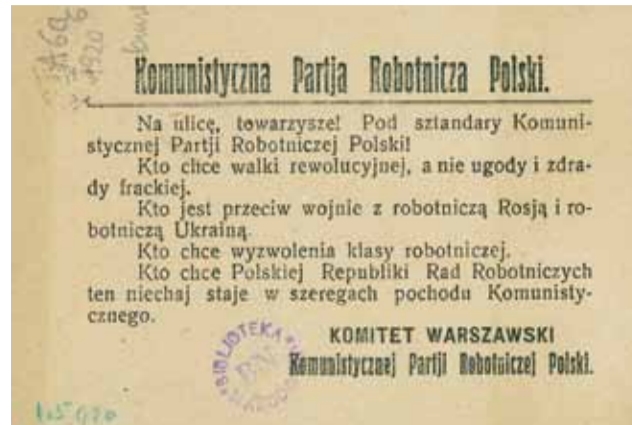 1920
Komunistyczna Partja Robotnicza Polski.
Na ulicę, towarzysze! Pod sztandary Komuni-
stycznej Partji Robotniczej Polski!
Kto chce walki rewolucyjnej, a nie ugody i zdra-
dy frackiej.
Kto jest przeciw wojnie z robotniczą Rosją i ro-
botniczą Ukrainą.
Kto chce wyzwolenia klasy robotniczej.
Kto chce Polskiej Republiki Rad Robotniczych
ten niechaj staje w szeregach pochodu Komunisty-
cznego.
KOMITET WARSZAWSKI
Komunistycznej Partji Robotniczej Polski.
BIBLIOTEKA